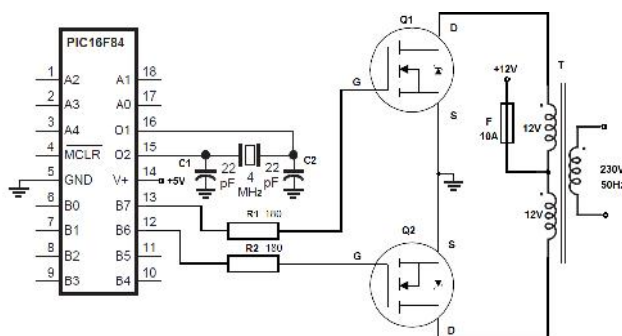 PIC16F84
1 A2 A1 18
2 A3 A0 17
3 A4 O1 16
4 MCLR O2 15
5 GND V+ 14
6 B0 B7 13
7 B1 B6 12
8 B2 B5 11
9 B3 B4 10
+5V
C1
22
pF
4
MHz
22
pF
C2
R1 180
R2 180
Q1
D
G
S
Q2
S
G
D
+12V
F
10A
12V
12V
T
230V
50Hz